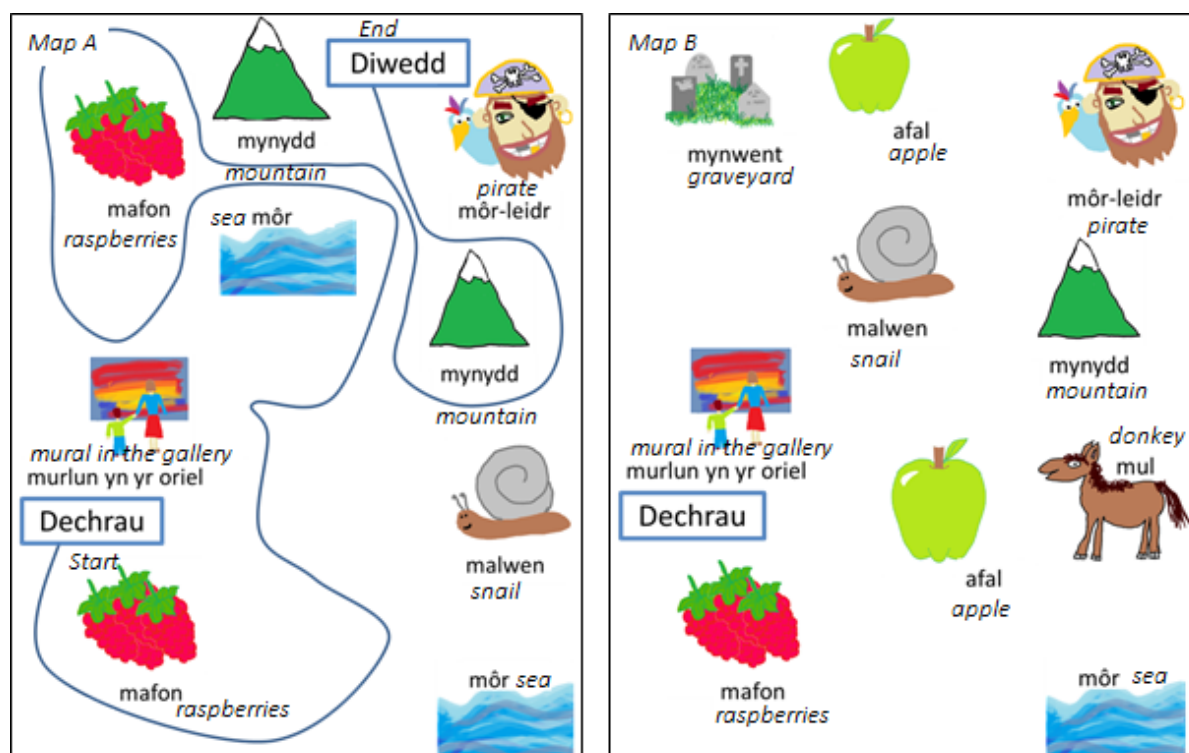 Map A
End
Diwedd
mynydd
mountain
pirate
môr-leidr
mafon
raspberries
sea môr
mynydd
mountain
mural in the gallery
murlun yn yr oriel
Dechrau
Start
malwen
snail
mafon
raspberries
môr sea
Map B
afal
apple
mynwent
graveyard
môr-leidr
pirate
malwen
snail
mynydd
mountain
mural in the gallery
murlun yn yr oriel
donkey
mul
Dechrau
afal
apple
mafon
raspberries
môr sea